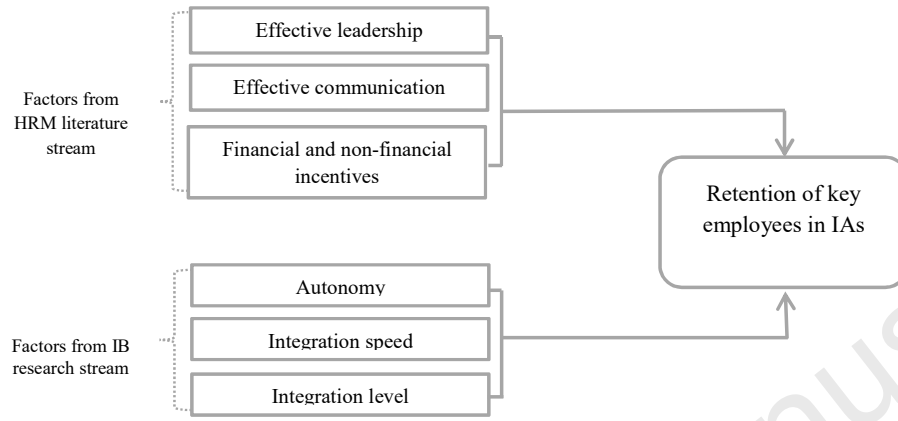 Effective leadership
Effective communication
Factors from
HRM literature
stream
Financial and non-financial
incentives
Retention of key
employees in IAs
Autonomy
Integration speed
Factors from IB
research stream
Integration level